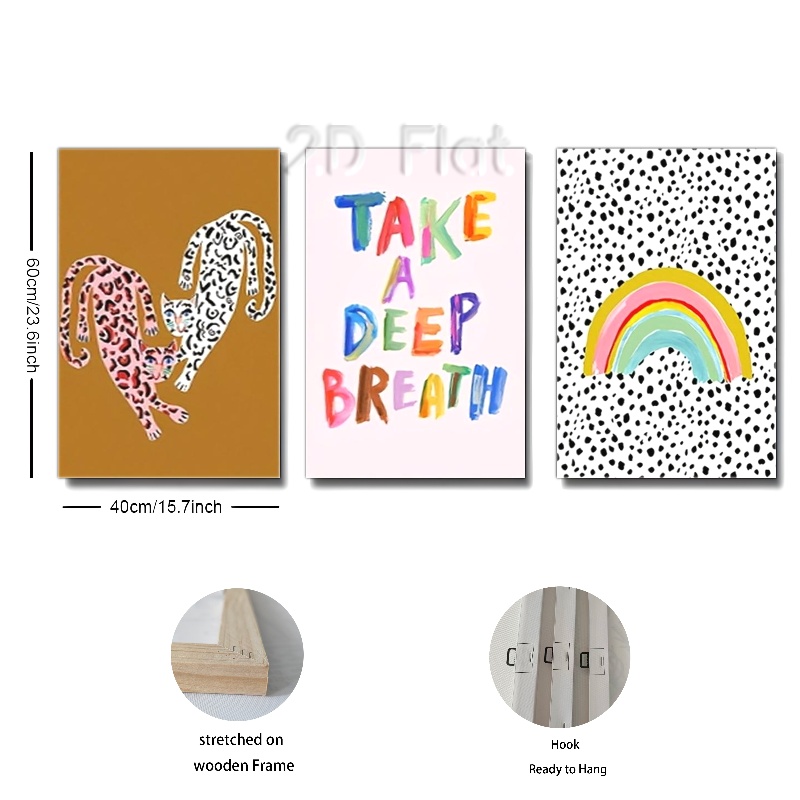 2D Flat
60cm/23.6inch
TAKE
A
DEEP
BREATH
40cm/15.7inch
stretched on
wooden Frame
Hook
Ready to Hang